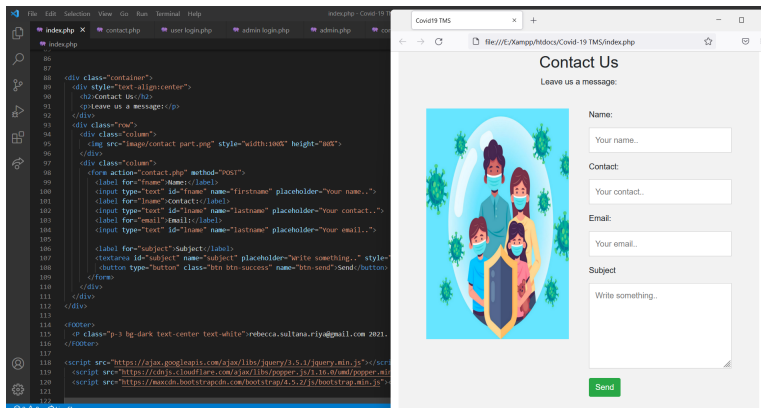 File Edit Selection View Go Run Terminal Help index.php - Covid-19 T
index.php contact.php user login.php admin login.php admin.php
index.php
86
87
88 <div class="container">
89 <div style="text-align:center">
90 <h2>Contact Us</h2>
91 <p>Leave us a message:</p>
92 </div>
93 <div class="row">
94 <div class="column">
95 <img src="image/contact part.png" style="width:100%" height="80%">
96 </div>
97 <div class="column">
98 <form action="contact.php" method="POST">
99 <label for="fname">Name:</label>
100 <input type="text" id="fname" name="firstname" placeholder="Your name..">
101 <label for="lname">Contact:</label>
102 <input type="text" id="lname" name="lastname" placeholder="Your contact..">
103 <label for="email">Email:</label>
104 <input type="text" id="lname" name="lastname" placeholder="Your email..">
105
106 <label for="subject">Subject</label>
107 <textarea id="subject" name="subject" placeholder="Write something.." style="
108 <button type="button" class="btn btn-success" name="btn-send">Send</button>
109 </form>
110 </div>
111 </div>
112 </div>
113
114 <FOOter>
115 <P class="p-3 bg-dark text-center text-white">rebecca.sultana.riya@gmail.com 2021.
116 </FOOter>
117
118 <script src="https://ajax.googleapis.com/ajax/libs/jquery/3.5.1/jquery.min.js"></scri
119 <script src="https://cdnjs.cloudflare.com/ajax/libs/popper.js/1.16.0/umd/popper.min
120 <script src="https://maxcdn.bootstrapcdn.com/bootstrap/4.5.2/js/bootstrap.min.js"><
121
122
Covid19 TMS
file:///E:/Xampp/htdocs/Covid-19 TMS/index.php
Contact Us
Leave us a message:
Name:
Your name..
Contact:
Your contact..
Email:
Your email..
Subject
Write something..
Send